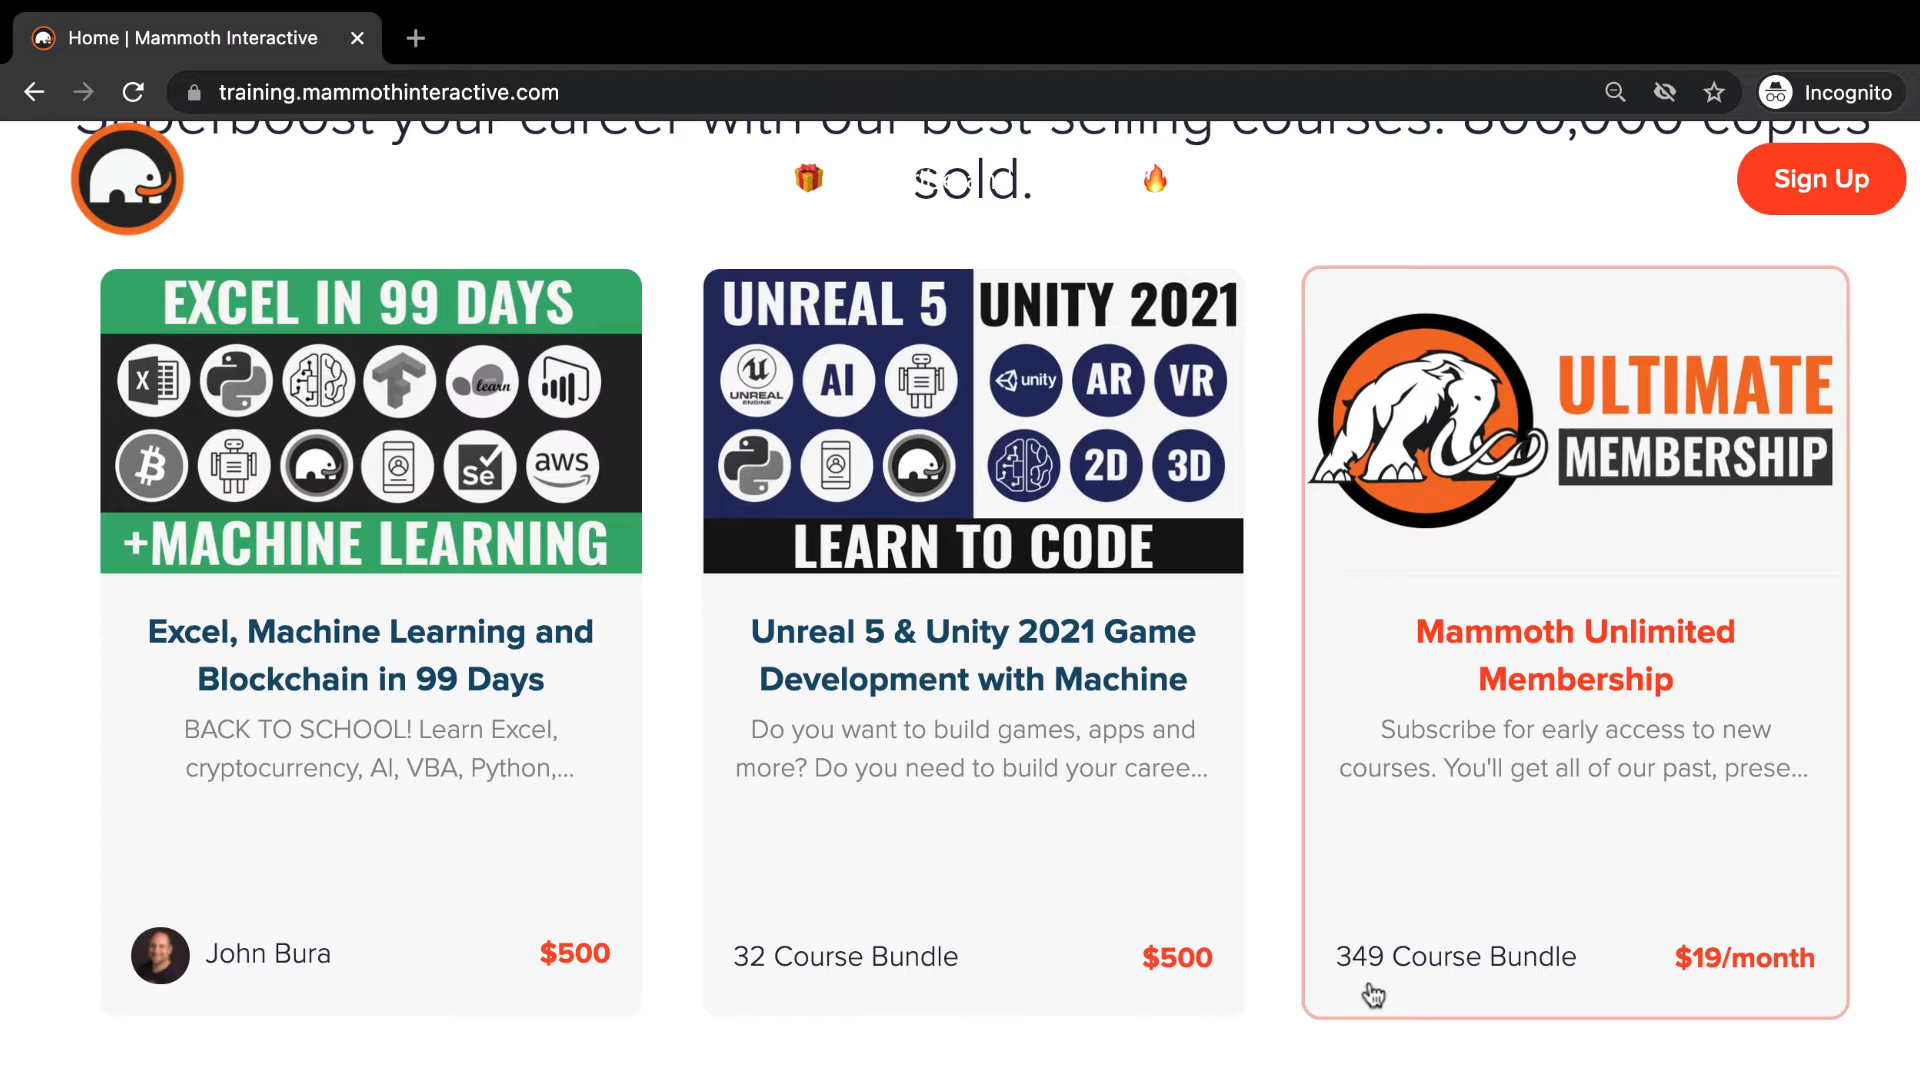 Home | Mammoth Interactive
training.mammothinteractive.com
Incognito
Superboost your career with our best selling courses. 800,000 copies
sold.
Sign Up
EXCEL IN 99 DAYS
X
learn
Se
aws
+MACHINE LEARNING
UNREAL 5
UNITY 2021
UNREAL
ENGINE
AI
unity
AR
VR
2D
3D
LEARN TO CODE
ULTIMATE
MEMBERSHIP
Excel, Machine Learning and
Blockchain in 99 Days
BACK TO SCHOOL! Learn Excel,
cryptocurrency, AI, VBA, Python,...
John Bura
$500
Unreal 5 & Unity 2021 Game
Development with Machine
Do you want to build games, apps and
more? Do you need to build your caree...
32 Course Bundle
$500
Mammoth Unlimited
Membership
Subscribe for early access to new
courses. You'll get all of our past, prese...
349 Course Bundle
$19/month